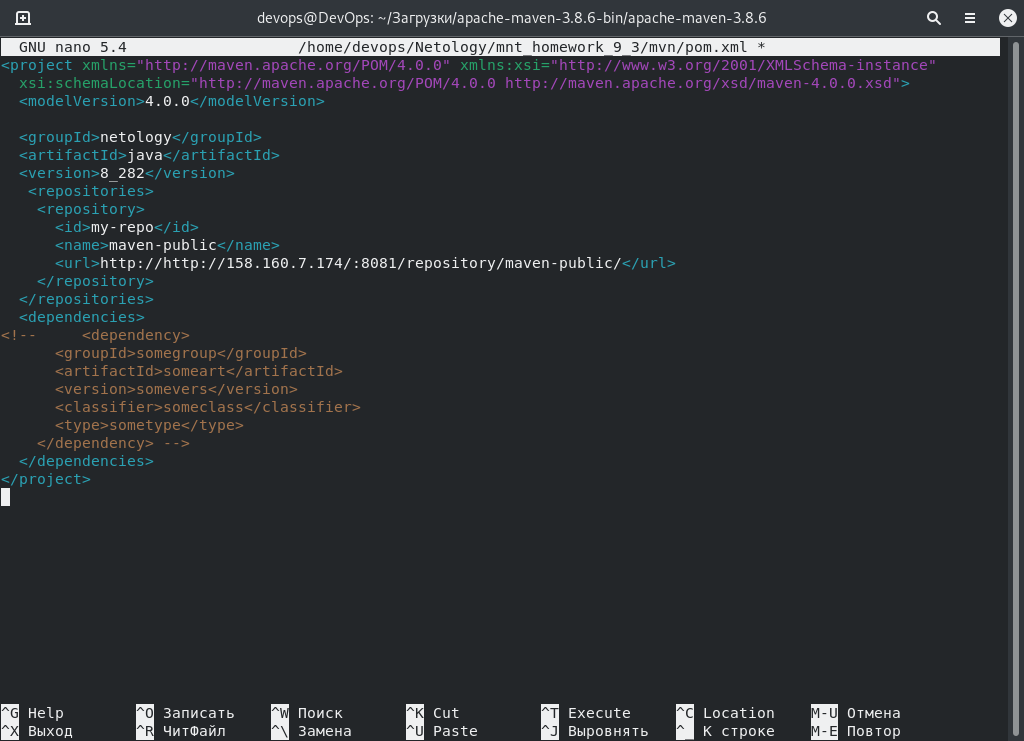 devops@DevOps: ~/Загрузки/apache-maven-3.8.6-bin/apache-maven-3.8.6
GNU nano 5.4 /home/devops/Netology/mnt_homework_9_3/mvn/pom.xml *
<project xmlns="http://maven.apache.org/POM/4.0.0" xmlns:xsi="http://www.w3.org/2001/XMLSchema-instance"
  xsi:schemaLocation="http://maven.apache.org/POM/4.0.0 http://maven.apache.org/xsd/maven-4.0.0.xsd">
  <modelVersion>4.0.0</modelVersion>

  <groupId>netology</groupId>
  <artifactId>java</artifactId>
  <version>8_282</version>
   <repositories>
    <repository>
      <id>my-repo</id>
      <name>maven-public</name>
      <url>http://http://158.160.7.174/:8081/repository/maven-public/</url>
    </repository>
  </repositories>
  <dependencies>
<!--     <dependency>
      <groupId>somegroup</groupId>
      <artifactId>someart</artifactId>
      <version>somevers</version>
      <classifier>someclass</classifier>
      <type>sometype</type>
    </dependency> -->
  </dependencies>
</project>
^G Help ^O Записать ^W Поиск ^K Cut ^T Execute ^C Location M-U Отмена
^X Выход ^R ЧитФайл ^\ Замена ^U Paste ^J Выровнять ^_ К строке M-E Повтор